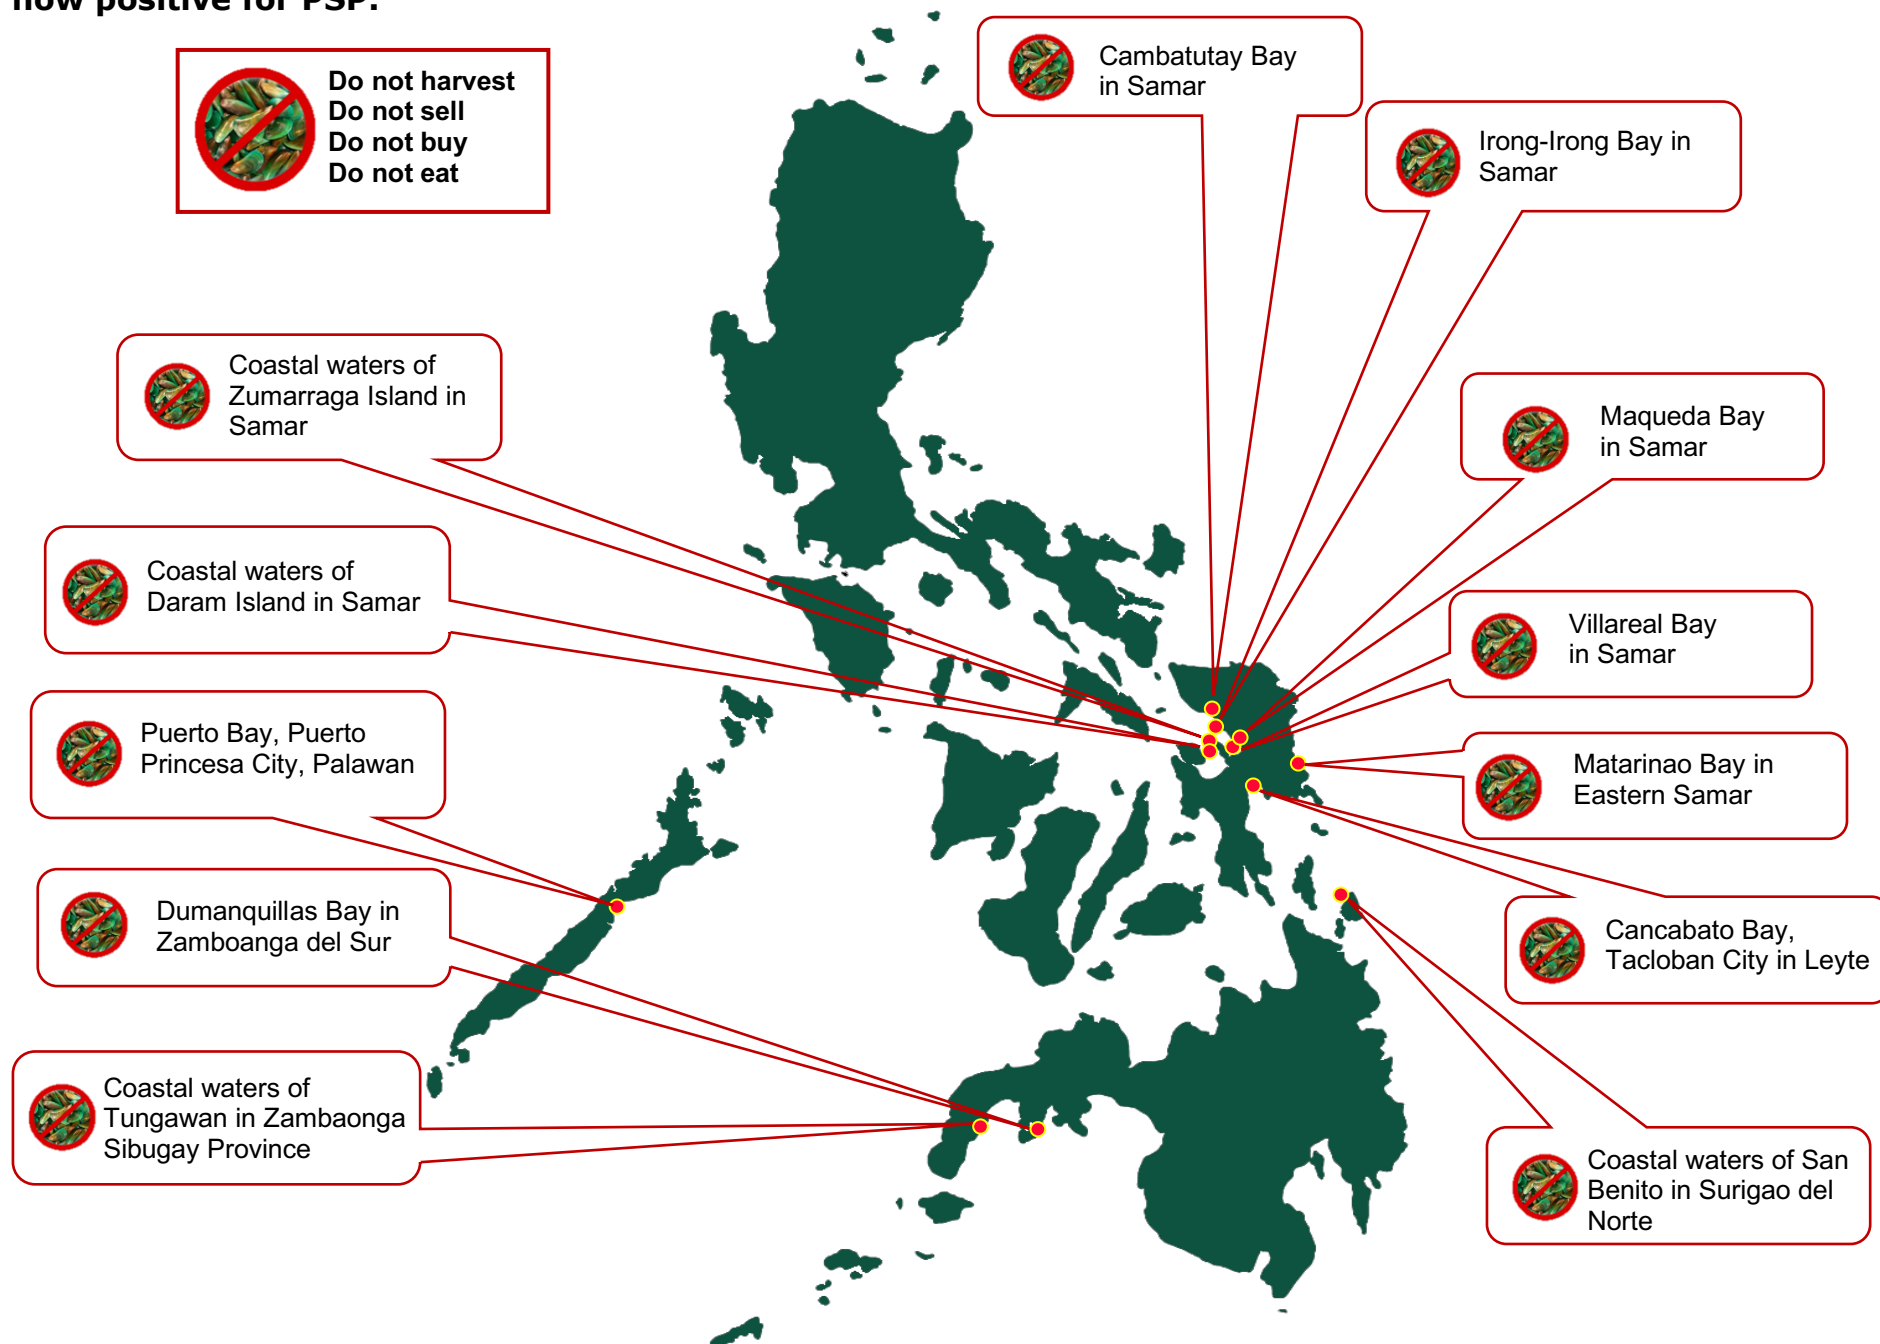 now positive for PSP.
Do not harvest
Do not sell
Do not buy
Do not eat
Cambatutay Bay
in Samar
Irong-Irong Bay in
Samar
Coastal waters of
Zumarraga Island in
Samar
Maqueda Bay
in Samar
Coastal waters of
Daram Island in Samar
Villareal Bay
in Samar
Puerto Bay, Puerto
Princesa City, Palawan
Matarinao Bay in
Eastern Samar
Dumanquillas Bay in
Zamboanga del Sur
Cancabato Bay,
Tacloban City in Leyte
Coastal waters of
Tungawan in Zambaonga
Sibugay Province
Coastal waters of San
Benito in Surigao del
Norte